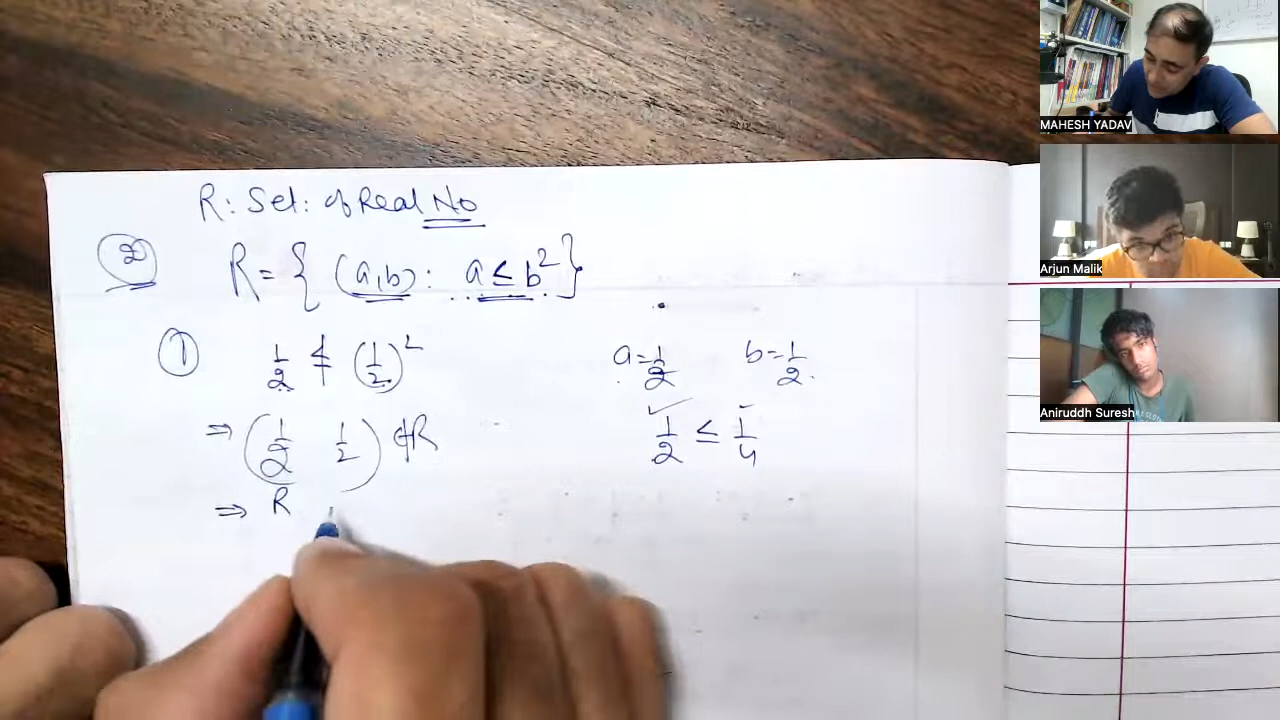 R: Set: of Real No
② R = { (a,b) : a ≤ b² }
① 1/2 ≰ (1/2)²
a = 1/2 b = 1/2
⇒ (1/2 1/2) ∉ R
1/2 ≤ 1/4
⇒ R
MAHESH YADAV
Arjun Malik
Aniruddh Suresh